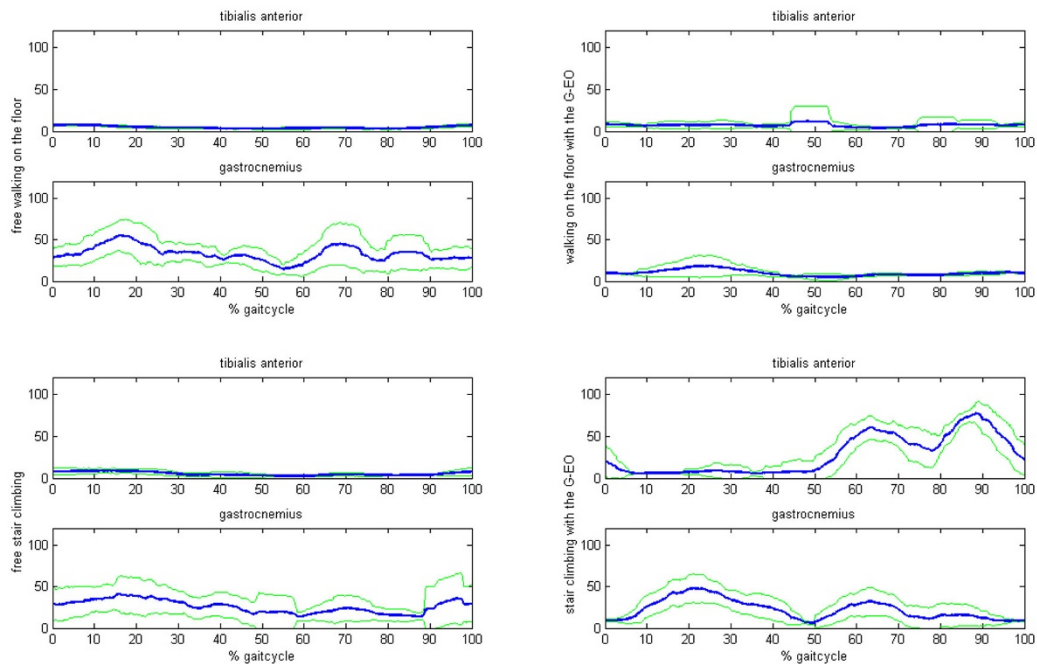 tibialis anterior
100
50
0
0 10 20 30 40 50 60 70 80 90 100
gastrocnemius
100
50
0
0 10 20 30 40 50 60 70 80 90 100
% gaitcycle
free walking on the floor
tibialis anterior
100
50
0
0 10 20 30 40 50 60 70 80 90 100
gastrocnemius
100
50
0
0 10 20 30 40 50 60 70 80 90 100
% gaitcycle
walking on the floor with the G-EO
tibialis anterior
100
50
0
0 10 20 30 40 50 60 70 80 90 100
gastrocnemius
100
50
0
0 10 20 30 40 50 60 70 80 90 100
% gaitcycle
free stair climbing
tibialis anterior
100
50
0
0 10 20 30 40 50 60 70 80 90 100
gastrocnemius
100
50
0
0 10 20 30 40 50 60 70 80 90 100
% gaitcycle
stair climbing with the G-EO